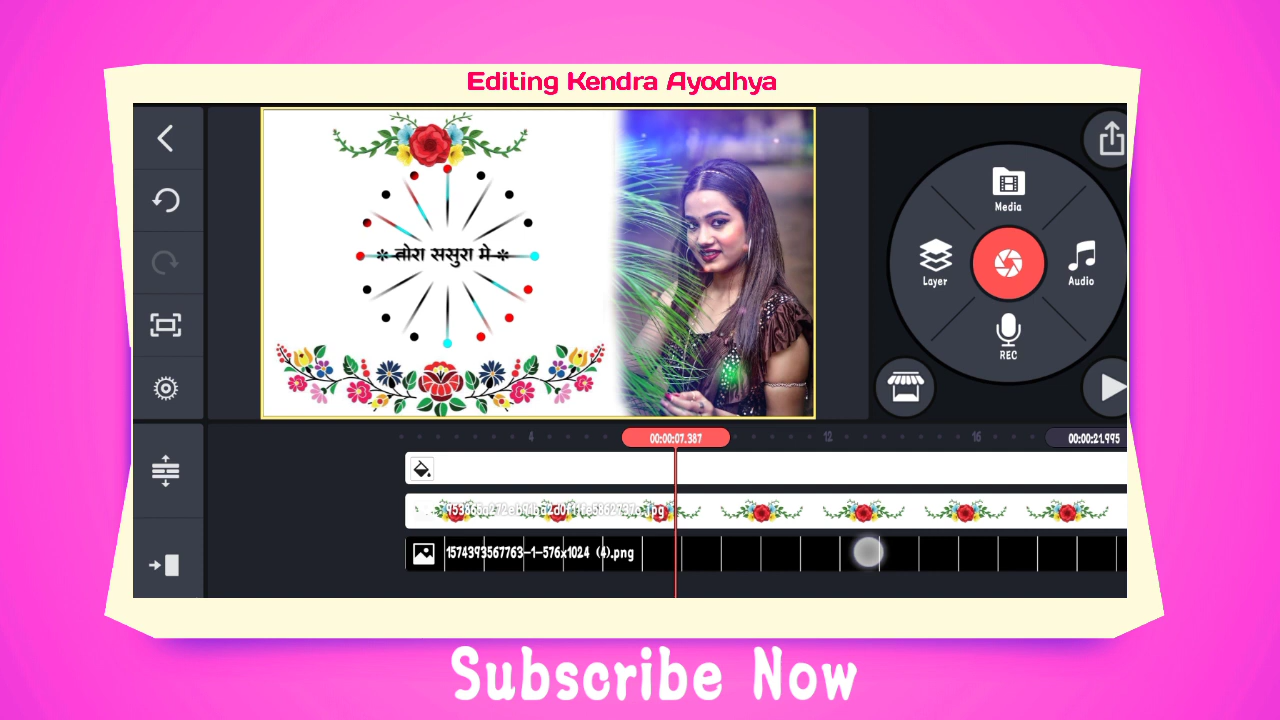 Editing Kendra Ayodhya
* तोरा ससुरा मे *
Media
Layer
Audio
REC
4
00:00:07.387
12
16
00:00:21.995
1574393567763-1-576x1024 (4).png
Subscribe Now